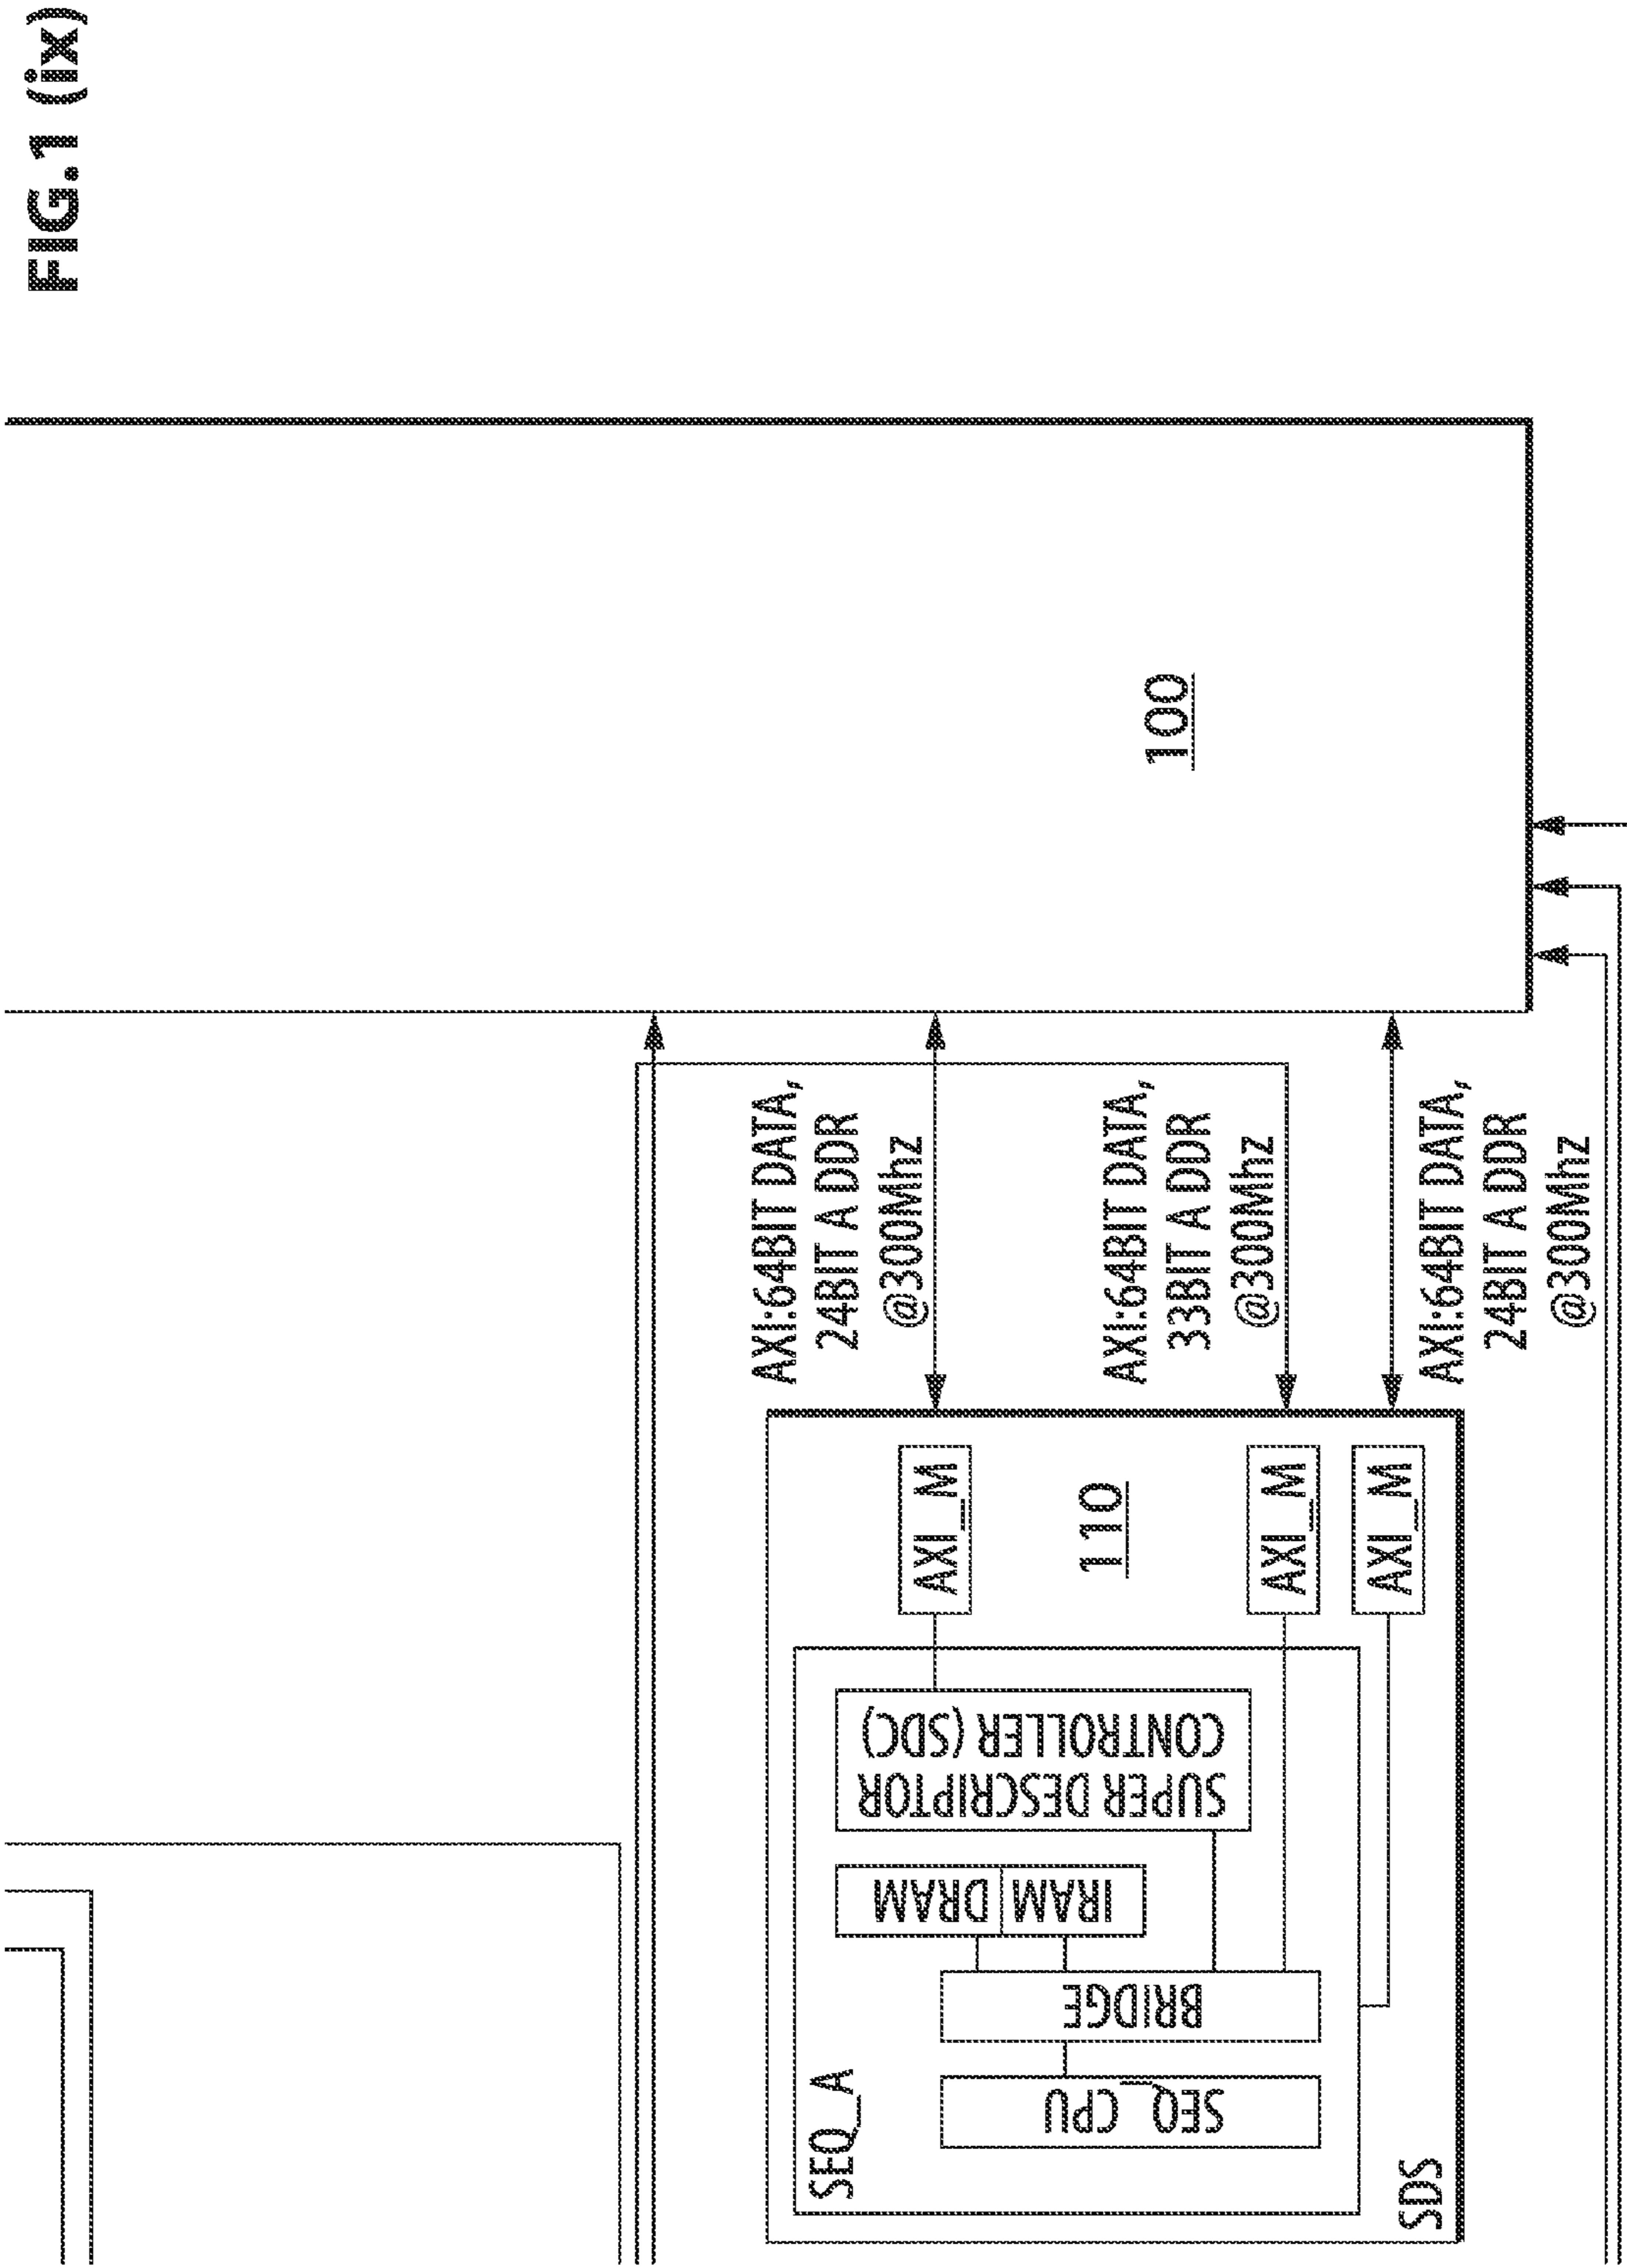 FIG.1 (ix)
100
AXI:64BIT DATA,
24BIT A DDR
@300Mhz
AXI:64BIT DATA,
33BIT A DDR
@300Mhz
AXI:64BIT DATA,
24BIT A DDR
@300Mhz
SEQ_A
SEQ_CPU
BRIDGE
DRAM
IRAM
SUPER DESCRIPTOR
CONTROLLER (SDC)
AXI_M
110
AXI_M
AXI_M
SDS